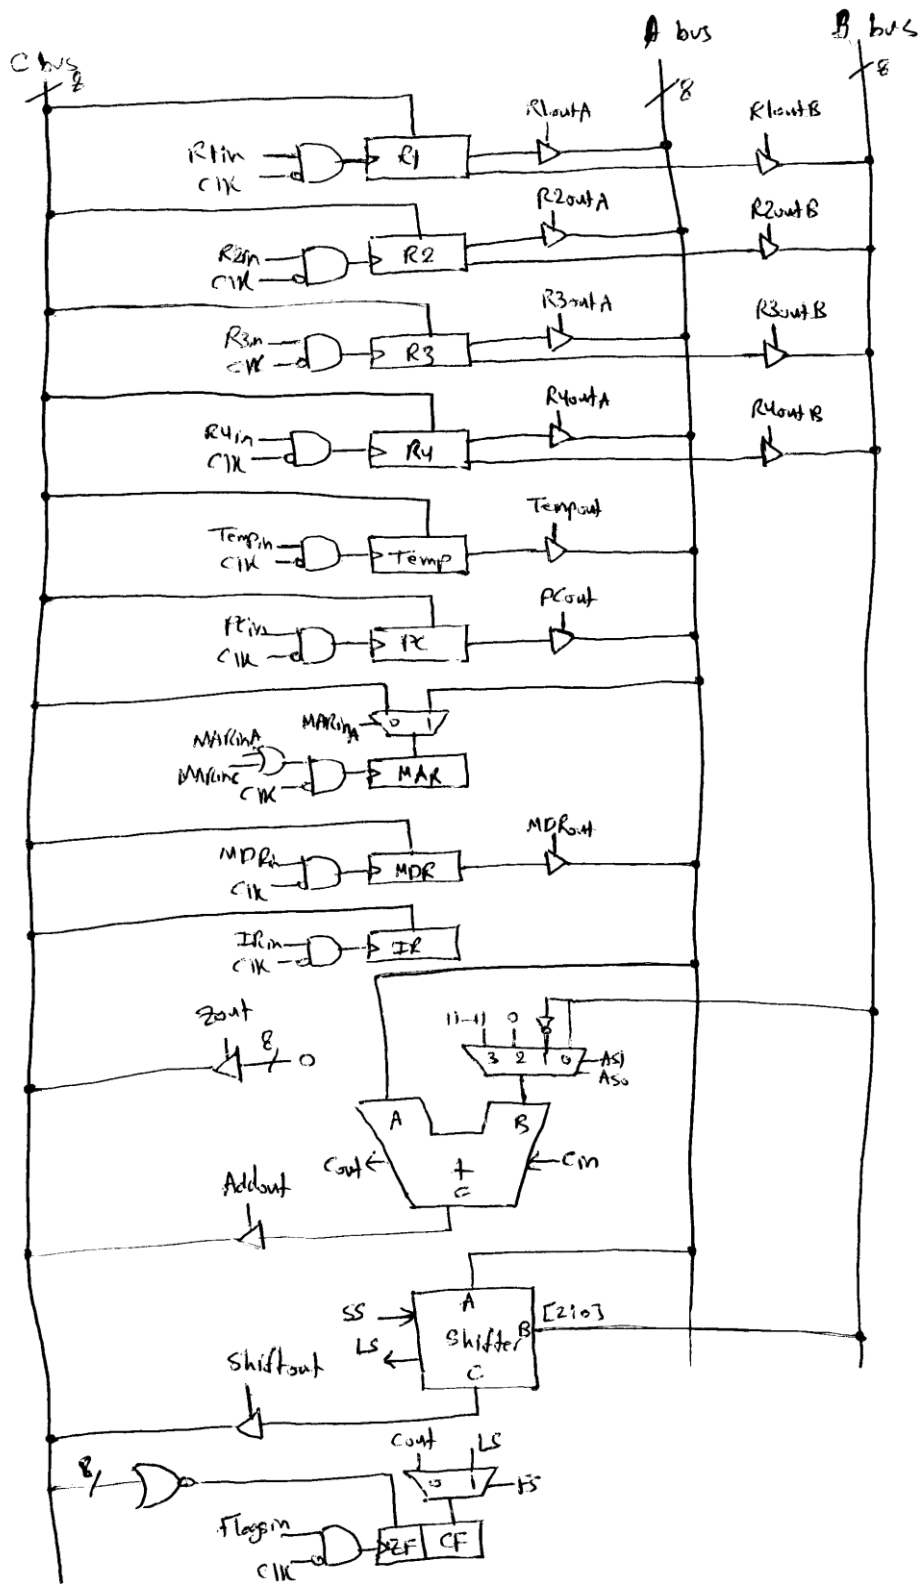 A bus
B bus
C bus
8
8
8
R1outA
R1outB
R1in
Clk
R1
R2outA
R2outB
R2in
Clk
R2
R3outA
R3outB
R3in
Clk
R3
R4outA
R4outB
R4in
Clk
R4
Tempout
Tempin
Clk
Temp
PCout
PCin
Clk
PC
MARinA
0 1
MARinA
MARinC
Clk
MAR
MDRout
MDRin
Clk
MDR
IRin
Clk
IR
Zout
8
0
11-11 0
3 2 1 0
AS1
AS0
A B
Cout
+
Cin
C
Addout
A
[2:0]
SS
B
Shifter
LS
C
Shiftout
8
Cout LS
0 1
FS
Flagsin
Clk
ZF CF